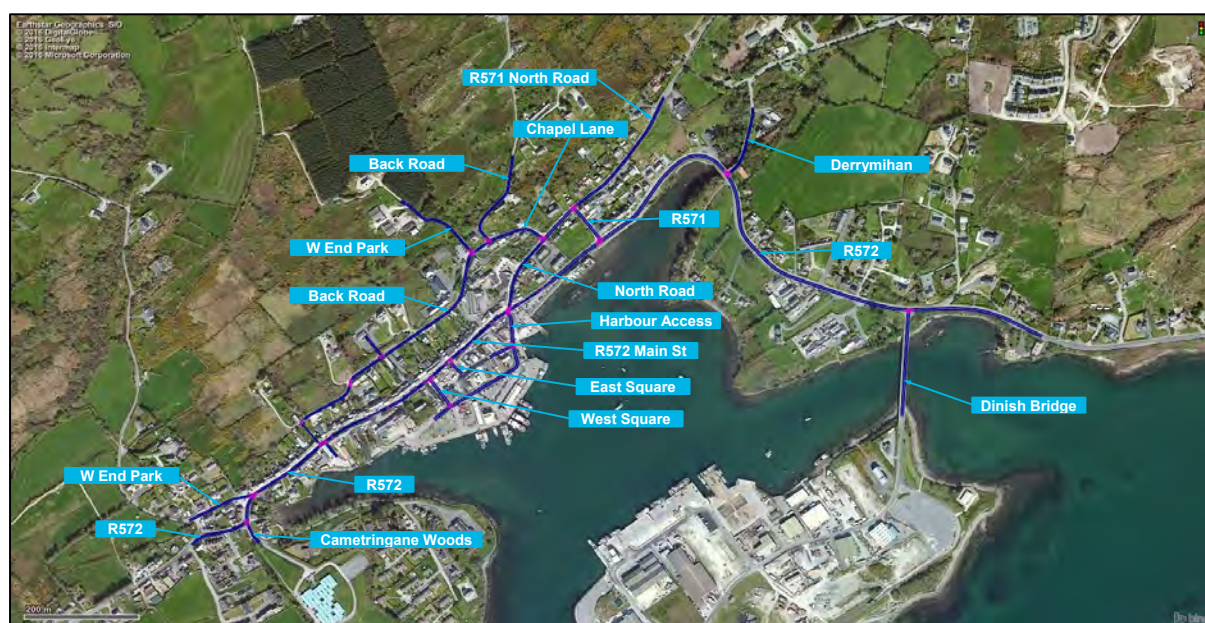 Earthstar Geographics SIO
© 2016 DigitalGlobe
© 2016 GeoEye
© 2016 Intermap
© 2016 Microsoft Corporation
R571 North Road
Chapel Lane
Back Road
Derrymihan
R571
W End Park
R572
Back Road
North Road
Harbour Access
R572 Main St
East Square
Dinish Bridge
West Square
W End Park
R572
R572
Cametringane Woods
200 m